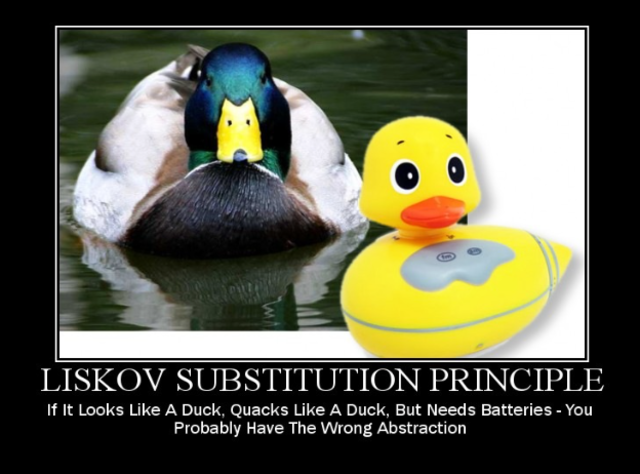 LISKOV SUBSTITUTION PRINCIPLE
If It Looks Like A Duck, Quacks Like A Duck, But Needs Batteries - You
Probably Have The Wrong Abstraction